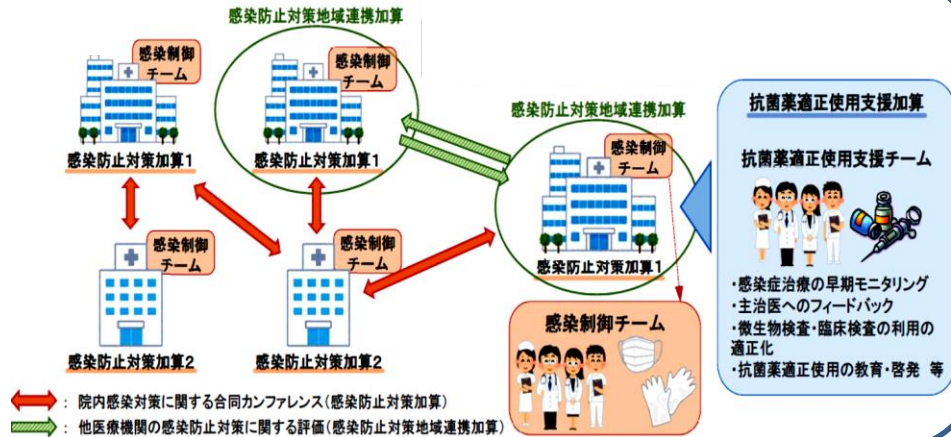 感染防止対策地域連携加算
感染制御
チーム
感染防止対策加算1
感染制御
チーム
感染防止対策加算1
感染防止対策地域連携加算
感染制御
チーム
感染防止対策加算1
感染制御
チーム
感染防止対策加算2
感染制御
チーム
感染防止対策加算2
感染制御チーム
抗菌薬適正使用支援加算
抗菌薬適正使用支援チーム
・感染症治療の早期モニタリング
・主治医へのフィードバック
・微生物検査・臨床検査の利用の
適正化
・抗菌薬適正使用の教育・啓発 等
: 院内感染対策に関する合同カンファレンス(感染防止対策加算)
: 他医療機関の感染防止対策に関する評価(感染防止対策地域連携加算)